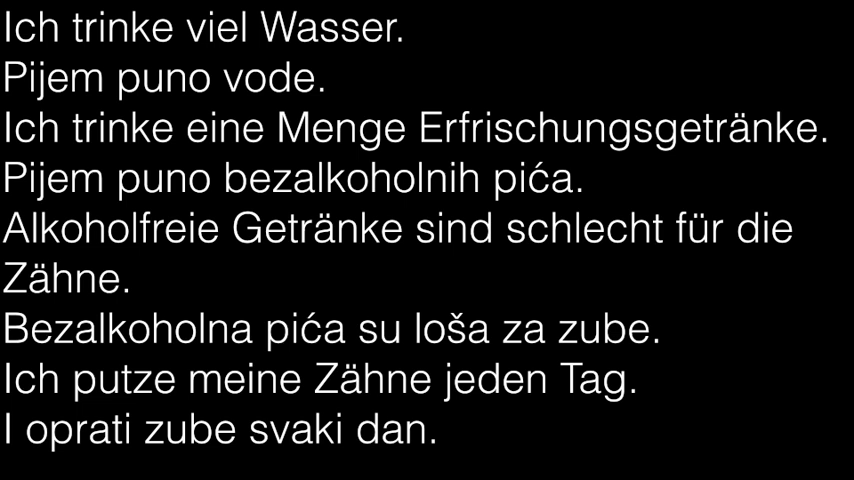 Ich trinke viel Wasser.
Pijem puno vode.
Ich trinke eine Menge Erfrischungsgetränke.
Pijem puno bezalkoholnih pića.
Alkoholfreie Getränke sind schlecht für die
Zähne.
Bezalkoholna pića su loša za zube.
Ich putze meine Zähne jeden Tag.
I oprati zube svaki dan.